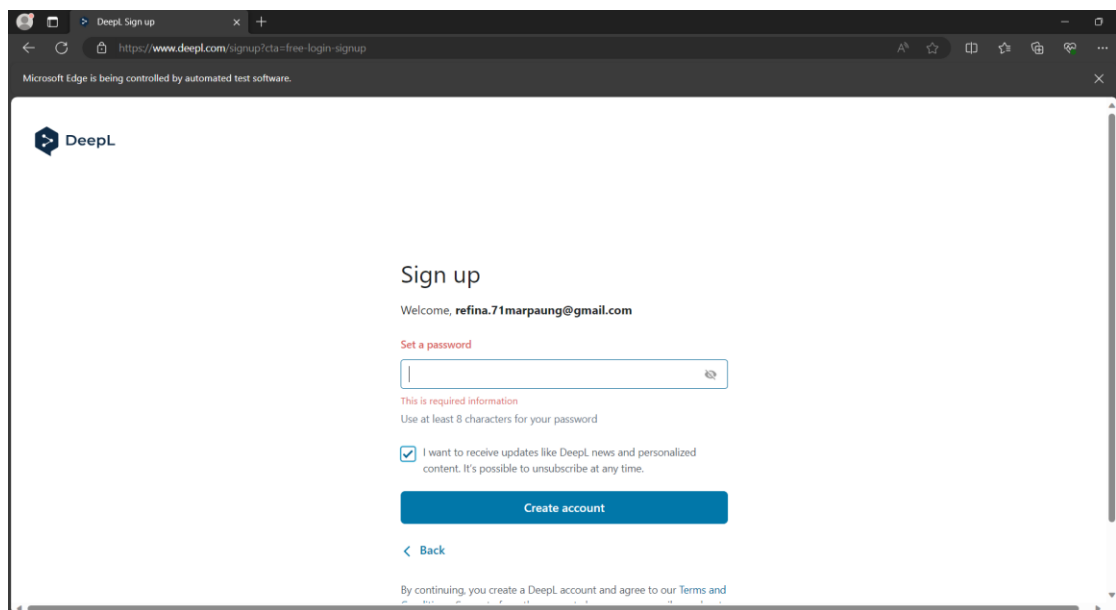 DeepL Sign up
https://www.deepl.com/signup?cta=free-login-signup
Microsoft Edge is being controlled by automated test software.
DeepL
Sign up
Welcome, refina.71marpaung@gmail.com
Set a password
This is required information
Use at least 8 characters for your password
I want to receive updates like DeepL news and personalized
content. It's possible to unsubscribe at any time.
Create account
Back
By continuing, you create a DeepL account and agree to our Terms and